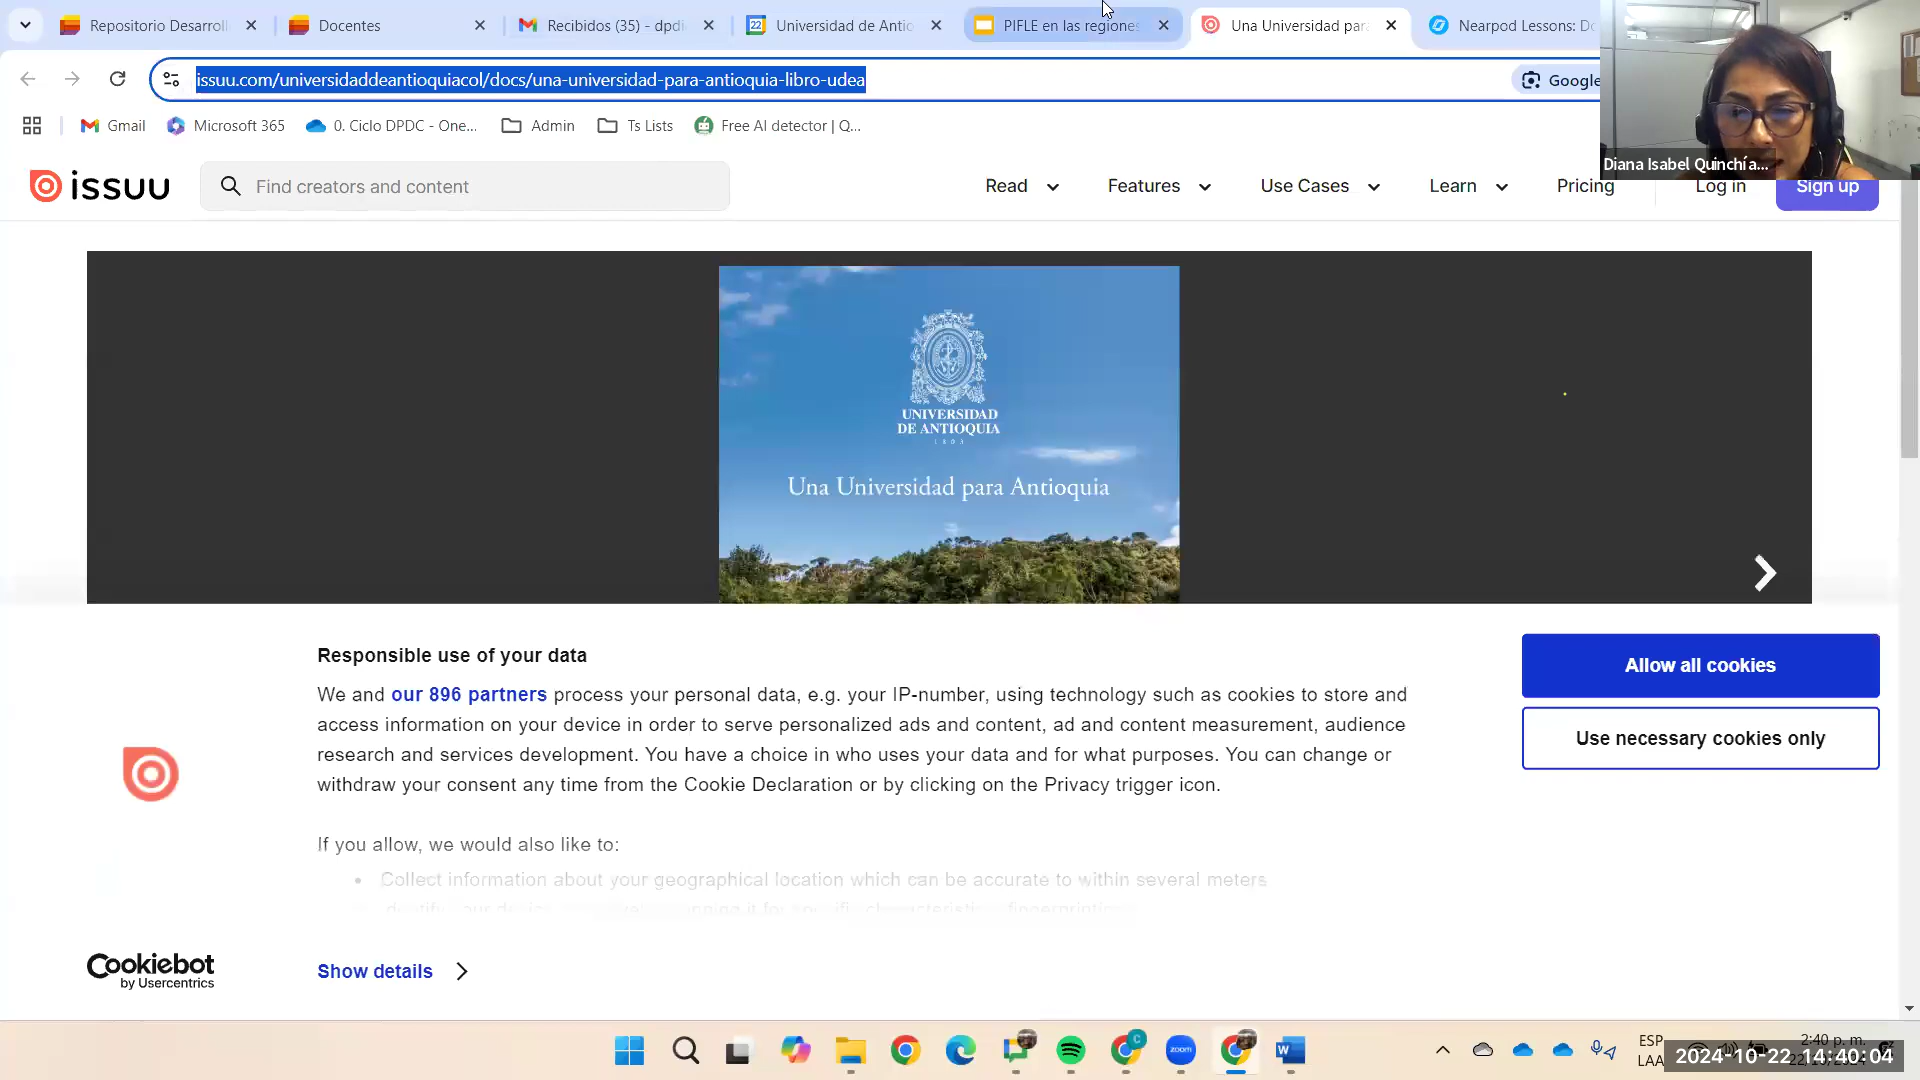 Repositorio Desarroll
Docentes
Recibidos (35) - dpdi
22
Universidad de Antio
PIFLE en las regiones
Una Universidad par
Nearpod Lessons: D
issuu.com/universidaddeantioquiacol/docs/una-universidad-para-antioquia-libro-udea
Google
Gmail
Microsoft 365
0. Ciclo DPDC - One...
Admin
Ts Lists
Free AI detector | Q...
Diana Isabel Quinchía...
issuu
Find creators and content
Read
Features
Use Cases
Learn
Pricing
Log in
Sign up
UNIVERSIDAD
DE ANTIOQUIA
1803
Una Universidad para Antioquia
Responsible use of your data
We and our 896 partners process your personal data, e.g. your IP-number, using technology such as cookies to store and
access information on your device in order to serve personalized ads and content, ad and content measurement, audience
research and services development. You have a choice in who uses your data and for what purposes. You can change or
withdraw your consent any time from the Cookie Declaration or by clicking on the Privacy trigger icon.
If you allow, we would also like to:
• Collect information about your geographical location which can be accurate to within several meters
Allow all cookies
Use necessary cookies only
Cookiebot
by Usercentrics
Show details
zoom
ESP
LAA
2:40 p. m.
2024-10-22 14:40:04